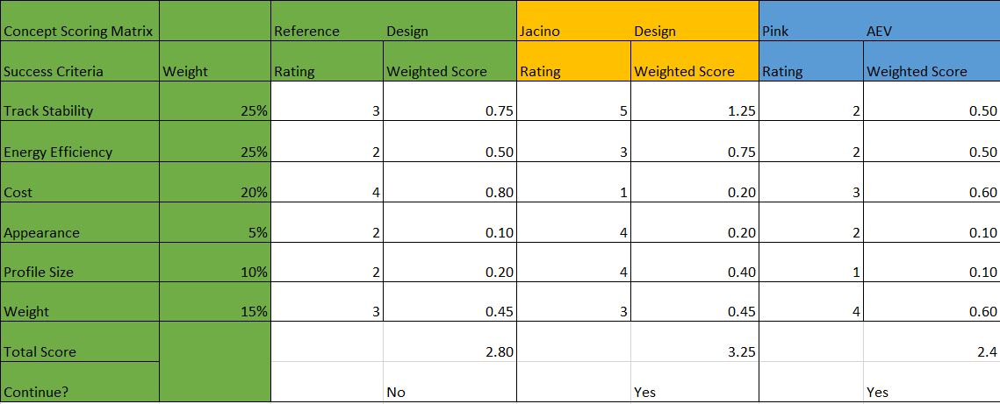 Concept Scoring Matrix Reference Design Jacino Design Pink AEV
Success Criteria Weight Rating Weighted Score Rating Weighted Score Rating Weighted Score
Track Stability 25% 3 0.75 5 1.25 2 0.50
Energy Efficiency 25% 2 0.50 3 0.75 2 0.50
Cost 20% 4 0.80 1 0.20 3 0.60
Appearance 5% 2 0.10 4 0.20 2 0.10
Profile Size 10% 2 0.20 4 0.40 1 0.10
Weight 15% 3 0.45 3 0.45 4 0.60
Total Score 2.80 3.25 2.4
Continue? No Yes Yes